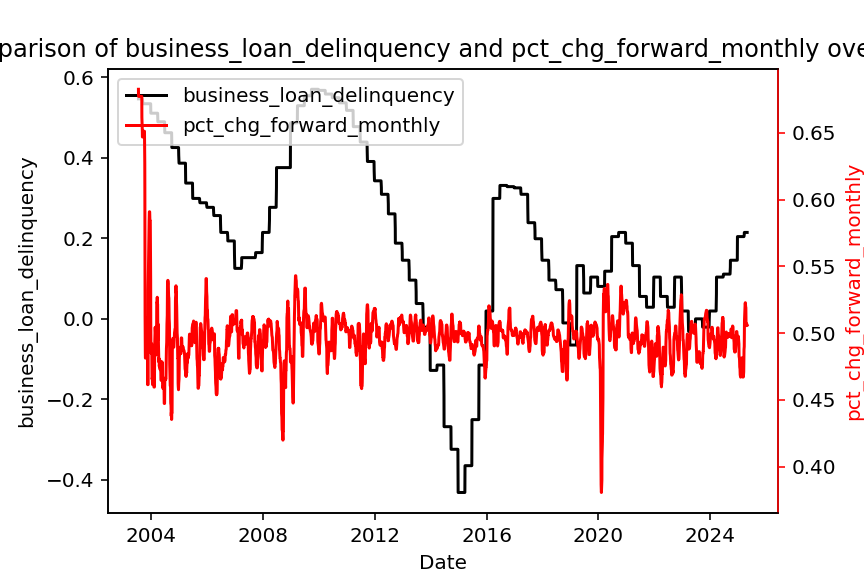 parison of business_loan_delinquency and pct_chg_forward_monthly ove
business_loan_delinquency
pct_chg_forward_monthly
0.6
0.4
0.2
0.0
−0.2
−0.4
business_loan_delinquency
0.65
0.60
0.55
0.50
0.45
0.40
pct_chg_forward_monthly
2004 2008 2012 2016 2020 2024
Date